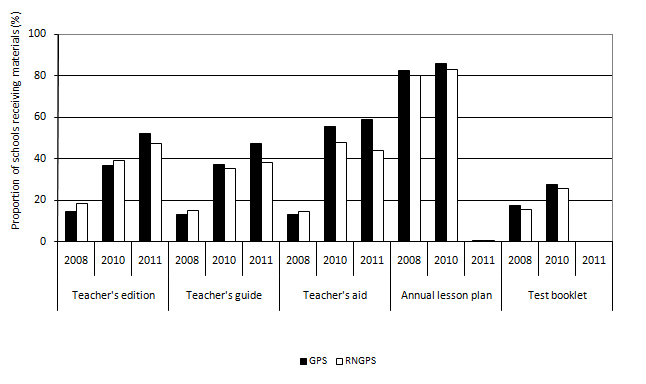 Proportion of schools receiving materials (%)
100
80
60
40
20
0
2008 2010 2011 2008 2010 2011 2008 2010 2011 2008 2010 2011 2008 2010 2011
Teacher's edition Teacher's guide Teacher's aid Annual lesson plan Test booklet
GPS RNGPS